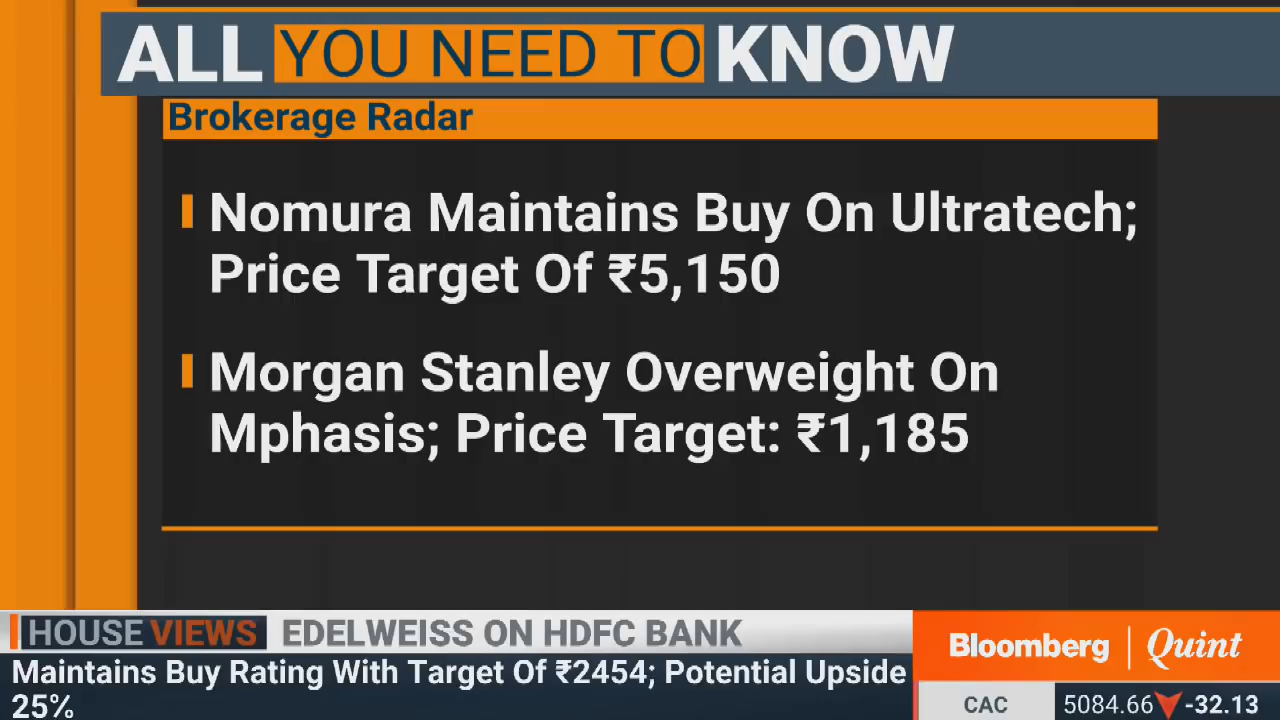 ALL YOU NEED TO KNOW
Brokerage Radar
Nomura Maintains Buy On Ultratech;
Price Target Of ₹5,150
Morgan Stanley Overweight On
Mphasis; Price Target: ₹1,185
HOUSE VIEWS EDELWEISS ON HDFC BANK
Maintains Buy Rating With Target Of ₹2454; Potential Upside
25%
Bloomberg | Quint
CAC 5084.66 -32.13